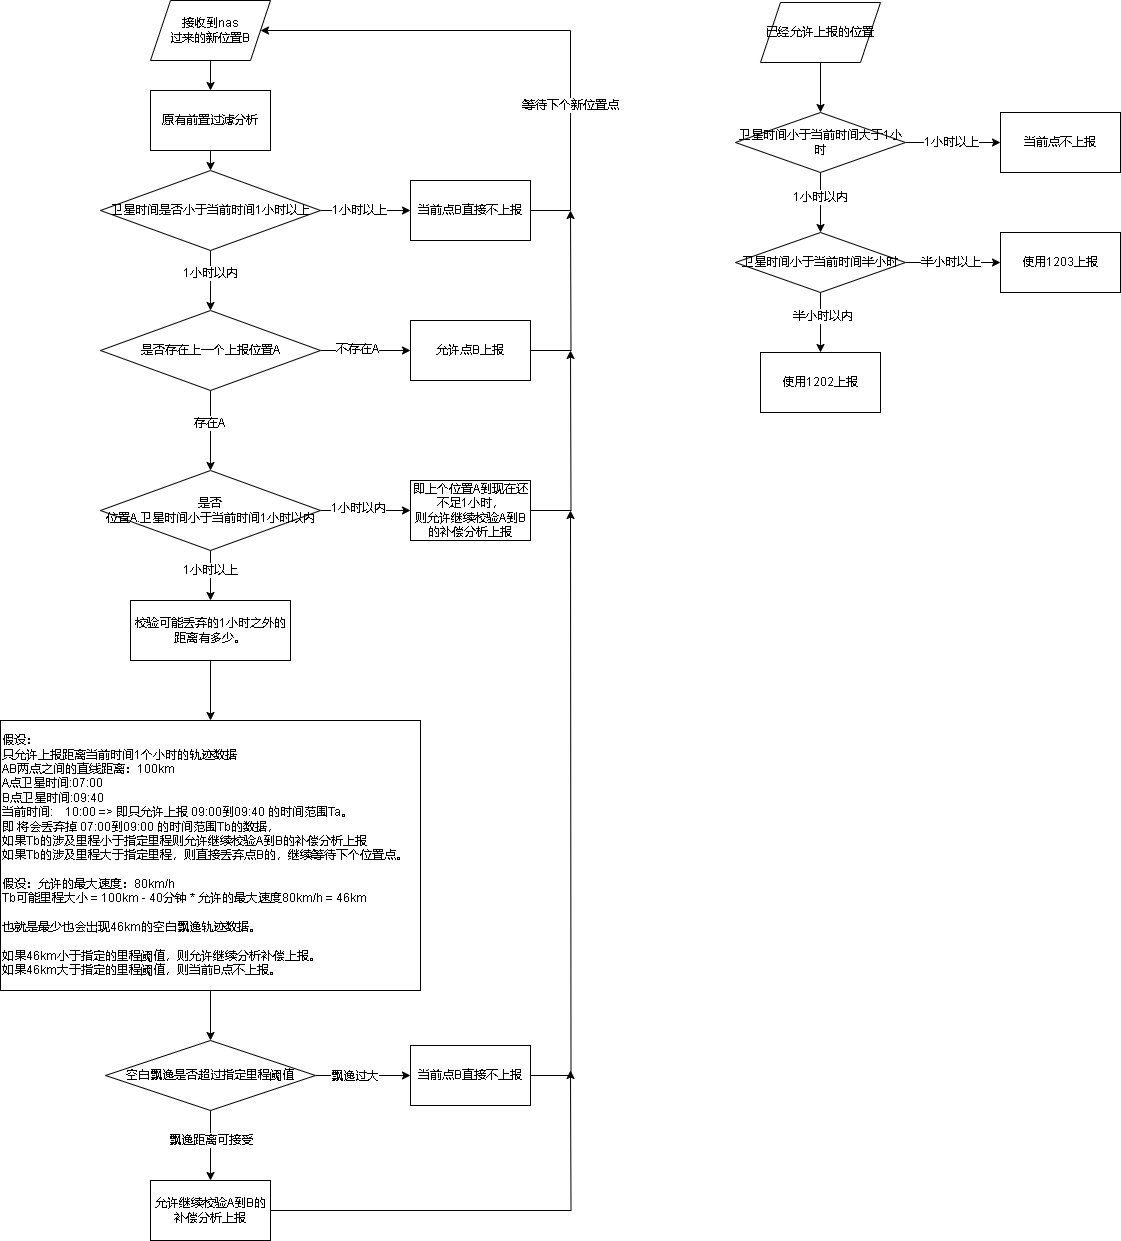 接收到nas
过来的新位置B
等待下个新位置点
原有前置过滤分析
卫星时间是否小于当前时间1小时以上
1小时以上
当前点B直接不上报
1小时以内
是否存在上一个上报位置A
不存在A
允许点B上报
存在A
是否
位置A.卫星时间小于当前时间1小时以内
1小时以内
即上个位置A到现在还
不足1小时，
则允许继续校验A到B
的补偿分析上报
1小时以上
校验可能丢弃的1小时之外的
距离有多少。
假设：
只允许上报距离当前时间1个小时的轨迹数据
AB两点之间的直线距离：100km
A点卫星时间:07:00
B点卫星时间:09:40
当前时间: 10:00 => 即只允许上报 09:00到09:40 的时间范围Ta。
即 将会丢弃掉 07:00到09:00 的时间范围Tb的数据，
如果Tb的涉及里程小于指定里程则允许继续校验A到B的补偿分析上报
如果Tb的涉及里程大于指定里程，则直接丢弃点B的，继续等待下个位置点。
假设：允许的最大速度：80km/h
Tb可能里程大小 = 100km - 40分钟 * 允许的最大速度80km/h = 46km
也就是最少也会出现46km的空白飘逸轨迹数据。
如果46km小于指定的里程阈值，则允许继续分析补偿上报。
如果46km大于指定的里程阈值，则当前B点不上报。
空白飘逸是否超过指定里程阈值
飘逸过大
当前点B直接不上报
飘逸距离可接受
允许继续校验A到B的
补偿分析上报
已经允许上报的位置
卫星时间小于当前时间大于1小
时
1小时以上
当前点不上报
1小时以内
卫星时间小于当前时间半小时
半小时以上
使用1203上报
半小时以内
使用1202上报